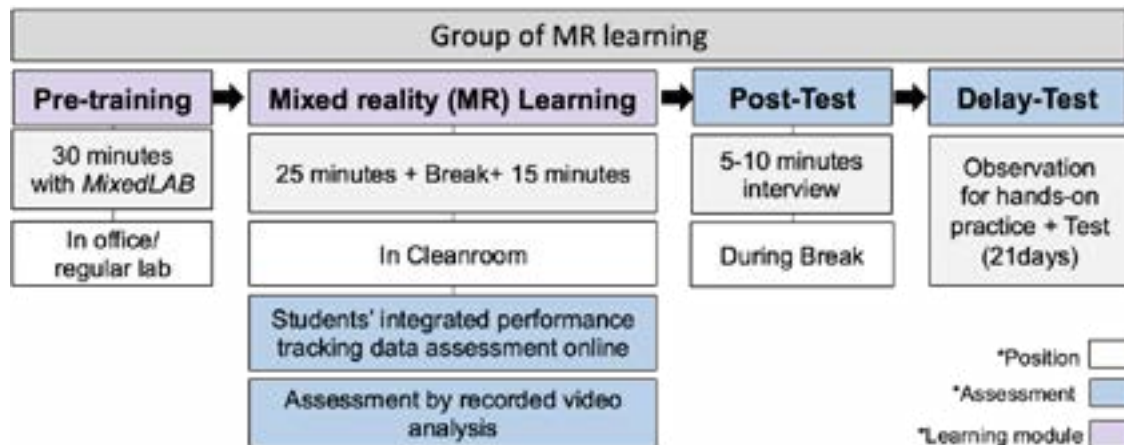 Group of MR learning
Pre-training
Mixed reality (MR) Learning
Post-Test
Delay-Test
30 minutes
with MixedLAB
25 minutes + Break+ 15 minutes
5-10 minutes
interview
Observation
for hands-on
practice + Test
(21days)
In office/
regular lab
In Cleanroom
During Break
Students' integrated performance
tracking data assessment online
Assessment by recorded video
analysis
*Position
*Assessment
*Learning module